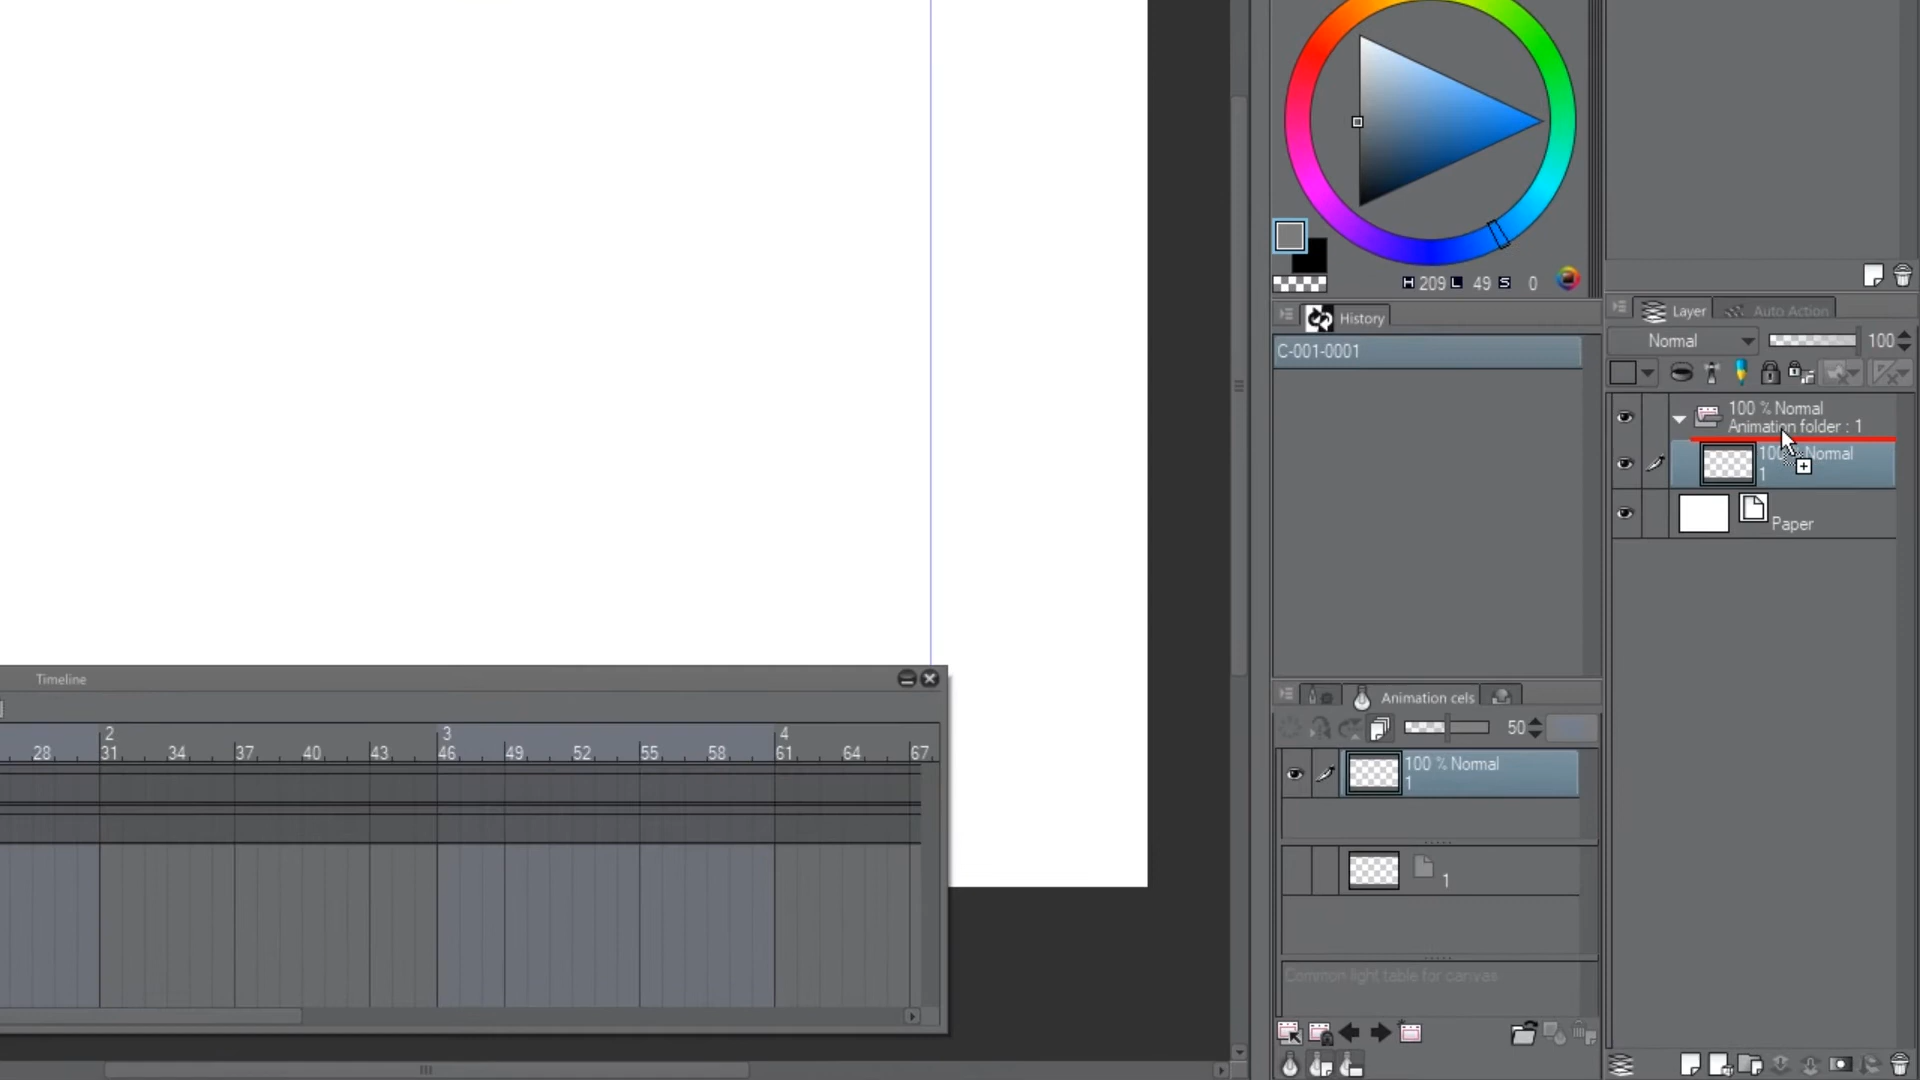 H 209 L 49 S 0
History
C-001-0001
Layer
Auto Action
Normal
100
100 % Normal
Animation folder : 1
100 % Normal
1
Paper
Timeline
2
3
4
28
31
34
37
40
43
46
49
52
55
58
61
64
67
Animation cels
50
100 % Normal
1
1
Common light table for canvas